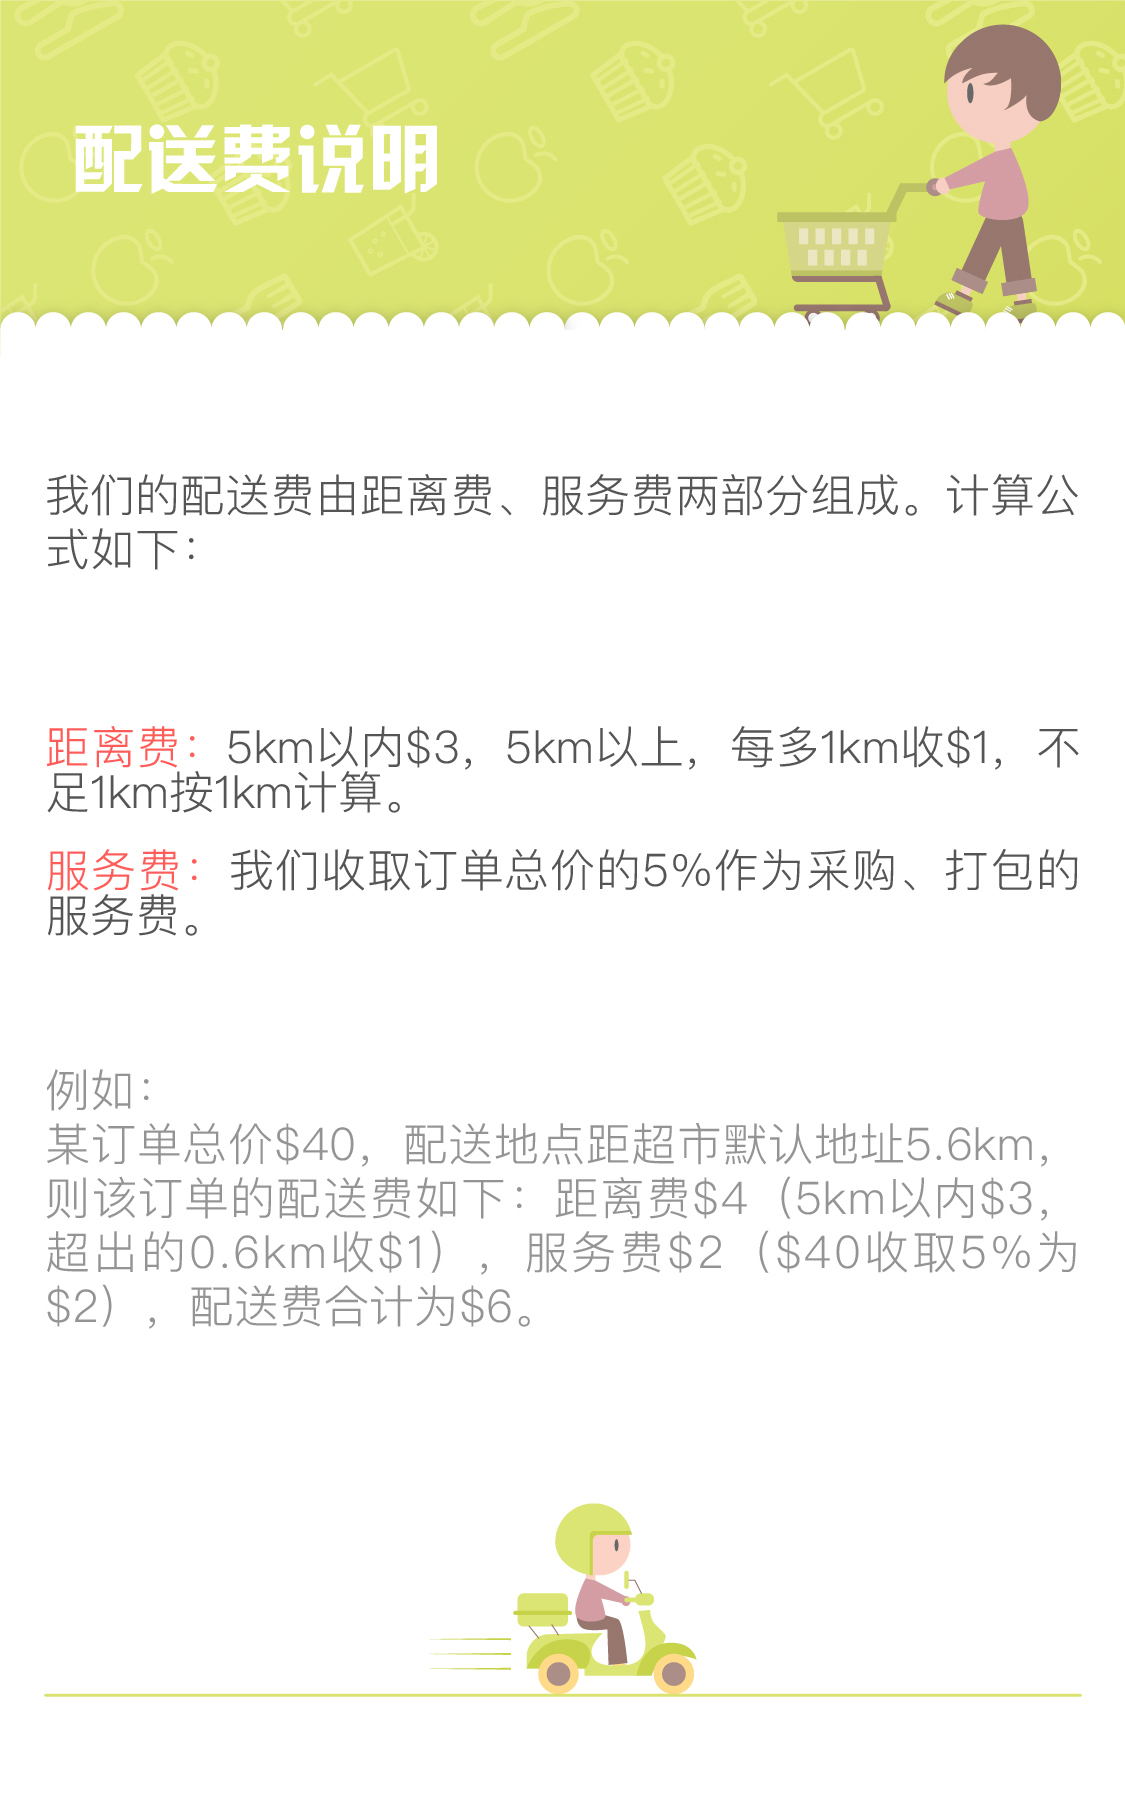 配送费说明
我们的配送费由距离费、服务费两部分组成。计算公
式如下：
距离费：5km以内$3，5km以上，每多1km收$1，不
足1km按1km计算。
服务费：我们收取订单总价的5%作为采购、打包的
服务费。
例如：
某订单总价$40，配送地点距超市默认地址5.6km，
则该订单的配送费如下：距离费$4（5km以内$3，
超出的0.6km收$1），服务费$2（$40收取5%为
$2），配送费合计为$6。